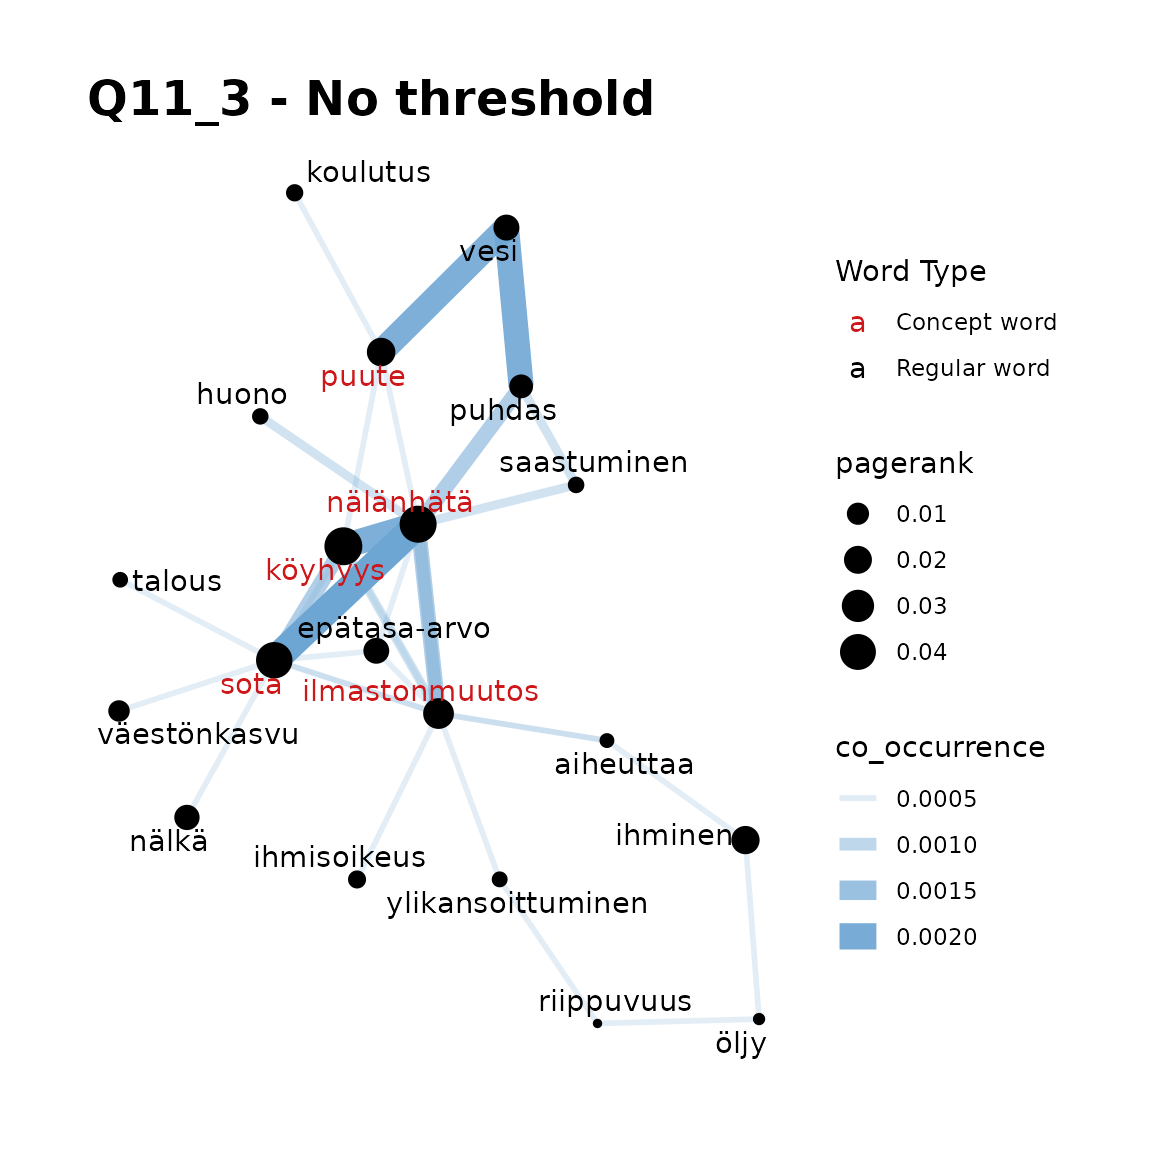 Q11_3 - No threshold
koulutus
vesi
puute
huono
puhdas
saastuminen
nälänhätä
köyhyys
talous
epätasa-arvo
sota
ilmastonmuutos
väestönkasvu
aiheuttaa
nälkä
ihminen
ihmisoikeus
ylikansoittuminen
riippuvuus
öljy
Word Type
a Concept word
a Regular word
pagerank
0.01
0.02
0.03
0.04
co_occurrence
0.0005
0.0010
0.0015
0.0020